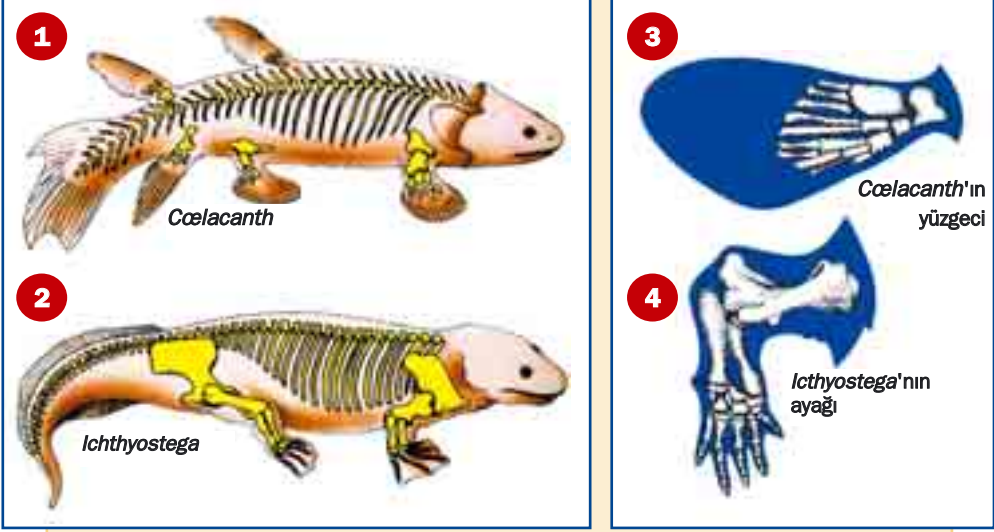 1
Cœlacanth
2
Ichthyostega
3
Cœlacanth'ın
yüzgeci
4
Icthyostega'nın
ayağı